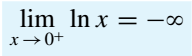 lim ln x = −∞
x→0⁺